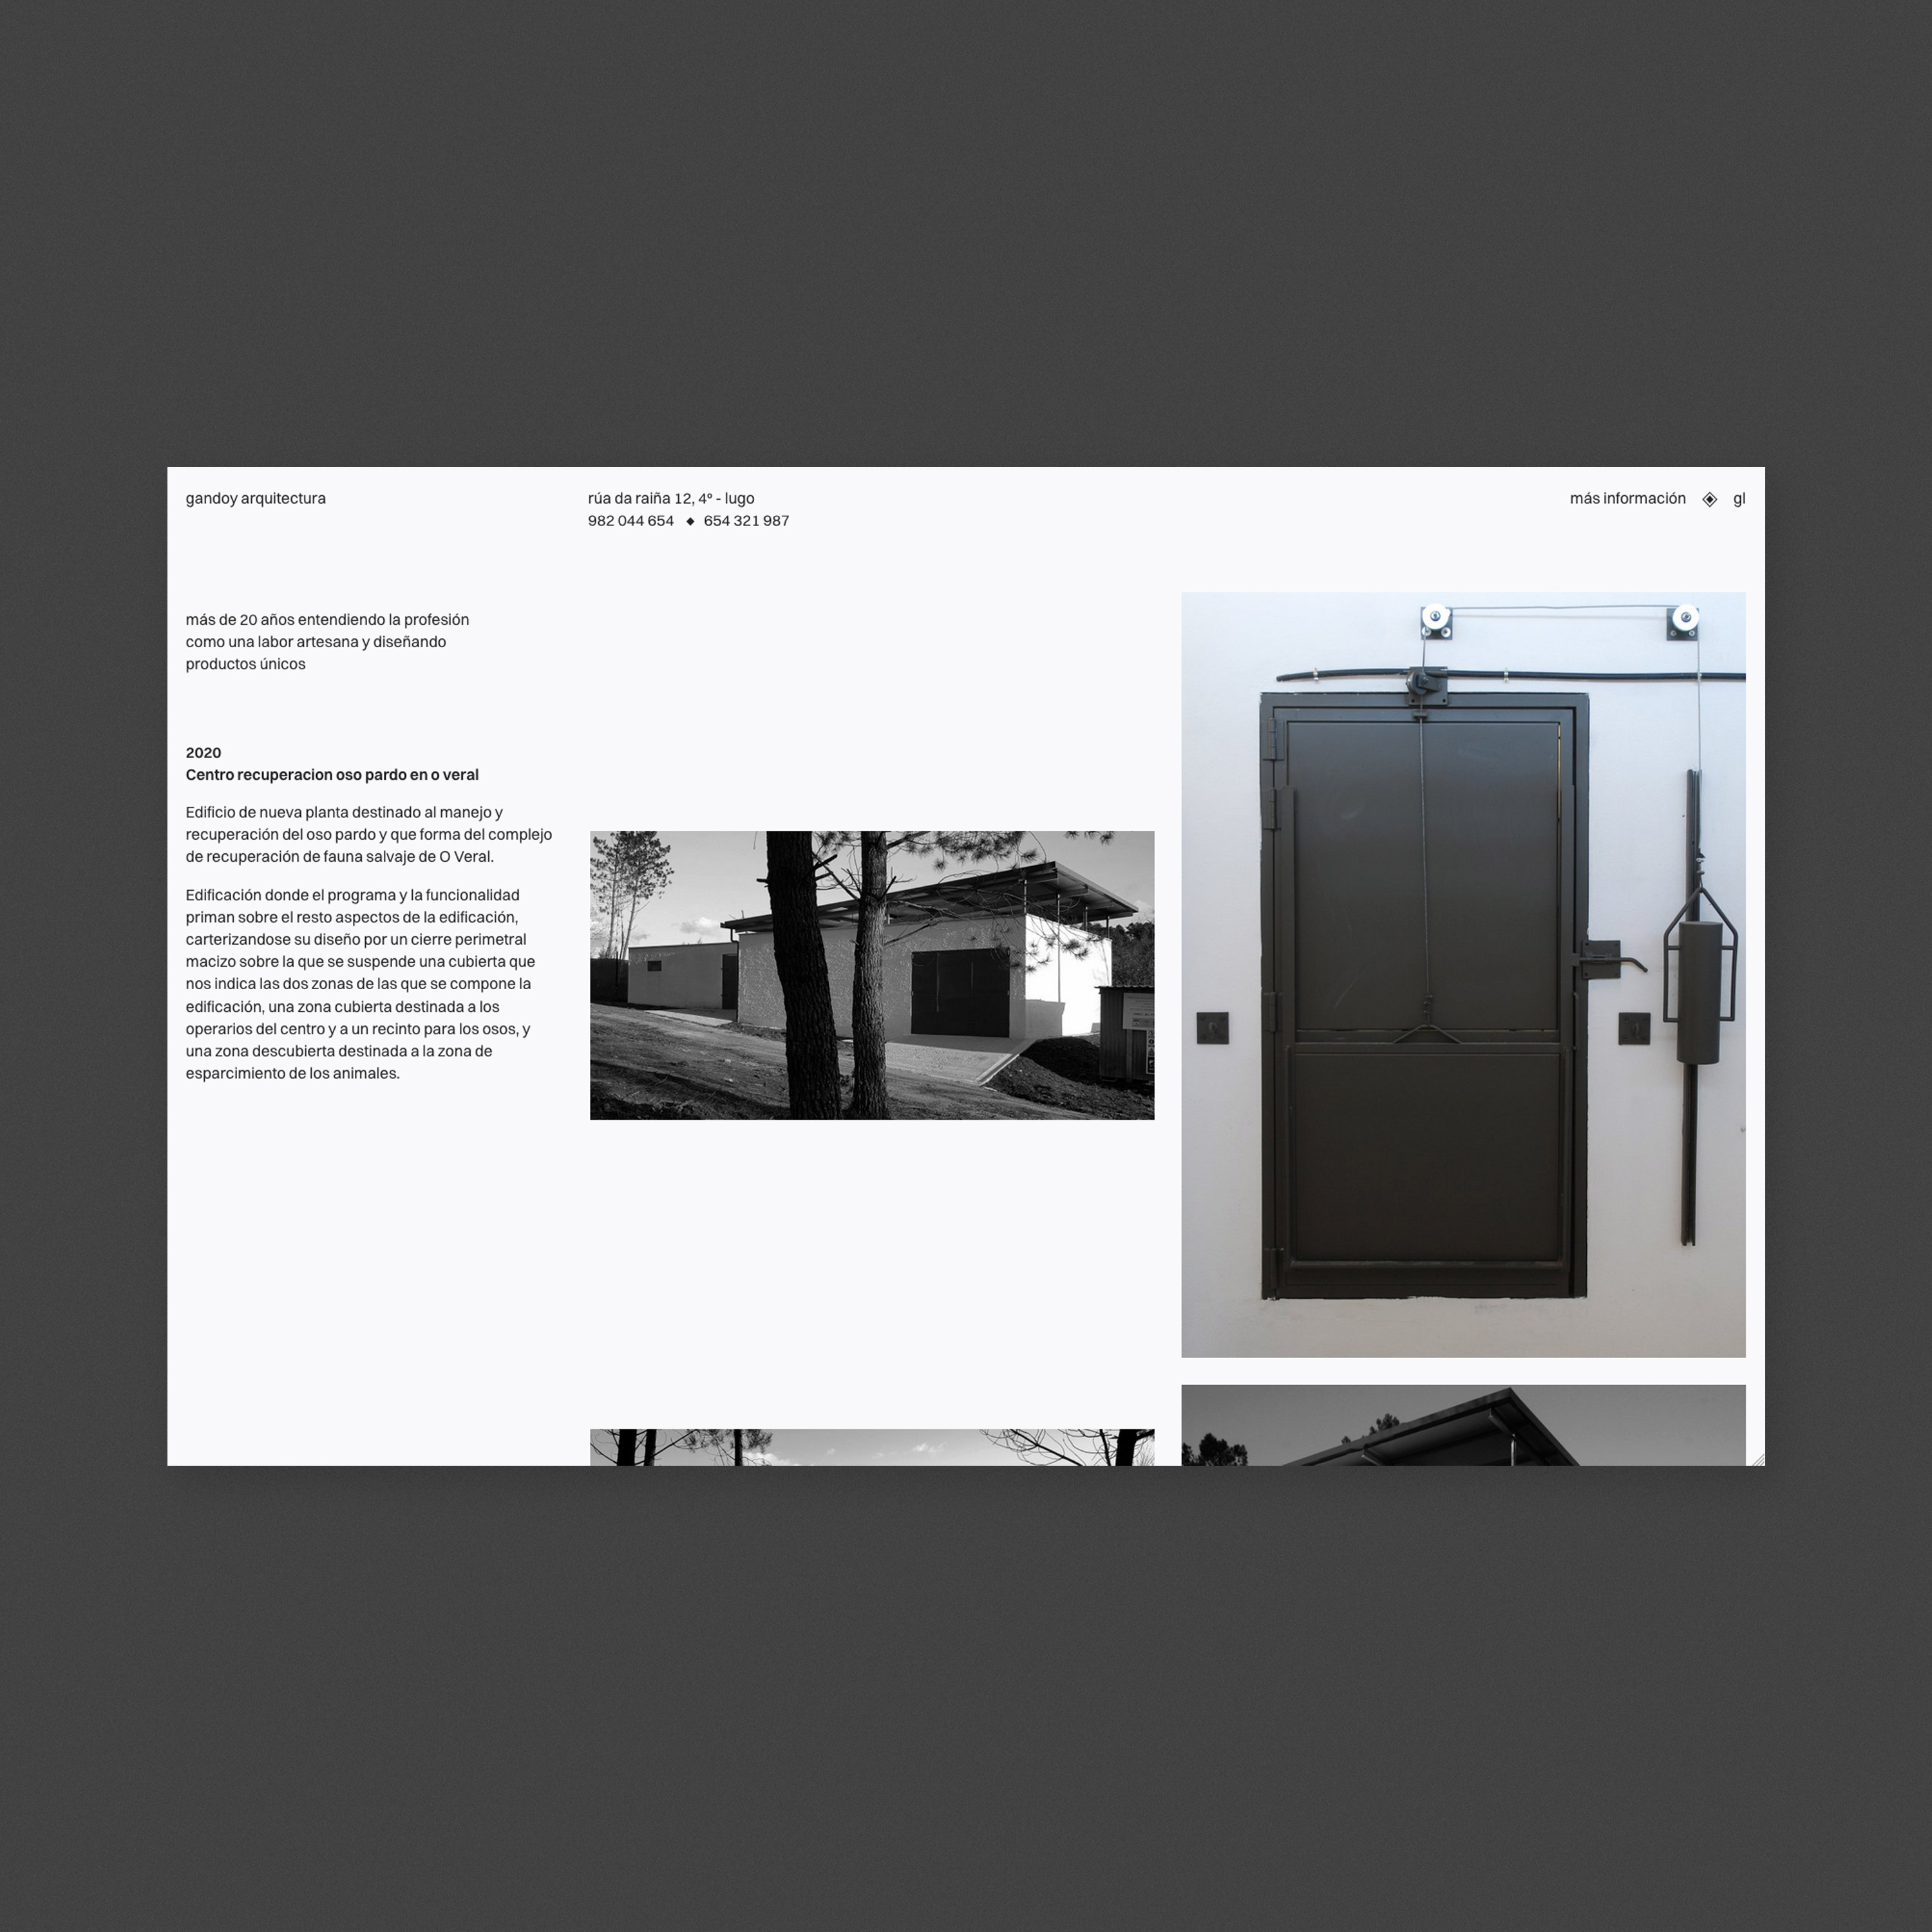 gandoy arquitectura
rúa da raiña 12, 4º - lugo
982 044 654 ◆ 654 321 987
más información ◈ gl
más de 20 años entendiendo la profesión
como una labor artesana y diseñando
productos únicos
2020
Centro recuperacion oso pardo en o veral
Edificio de nueva planta destinado al manejo y
recuperación del oso pardo y que forma del complejo
de recuperación de fauna salvaje de O Veral.
Edificación donde el programa y la funcionalidad
priman sobre el resto aspectos de la edificación,
carterizandose su diseño por un cierre perimetral
macizo sobre la que se suspende una cubierta que
nos indica las dos zonas de las que se compone la
edificación, una zona cubierta destinada a los
operarios del centro y a un recinto para los osos, y
una zona descubierta destinada a la zona de
esparcimiento de los animales.